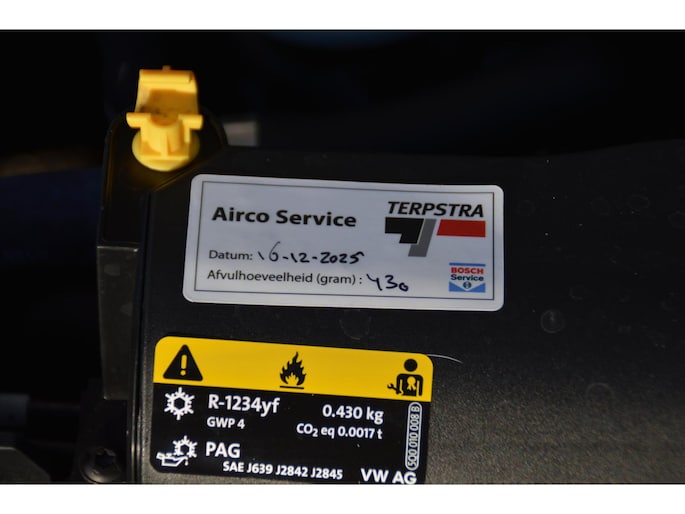 Airco Service
TERPSTRA
Datum: 16-12-2025
Afvulhoeveelheid (gram) : 430
BOSCH
Service
R-1234yf
0.430 kg
GWP 4
CO₂ eq 0.0017 t
PAG
SAE J639 J2842 J2845
VW AG
5Q0 010 008 B